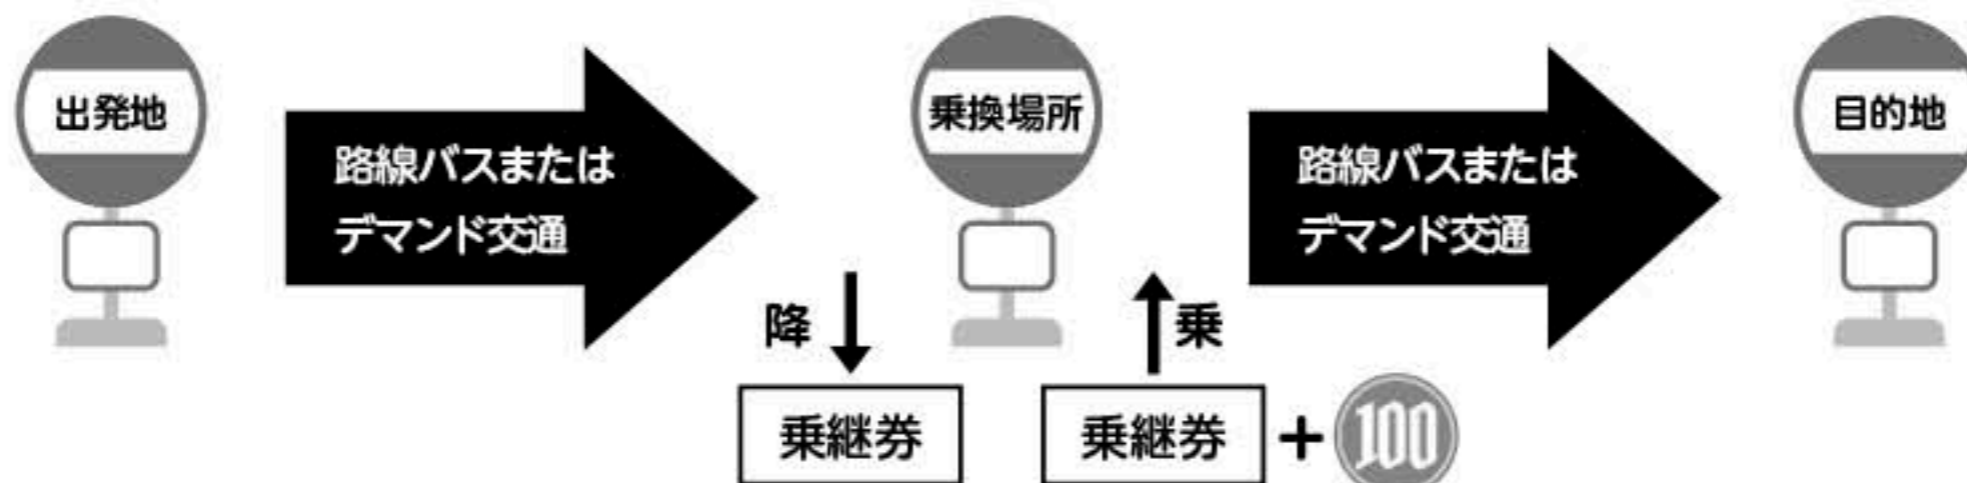 出発地
路線バスまたは
デマンド交通
乗換場所
路線バスまたは
デマンド交通
目的地
降
乗
乗継券
乗継券
+
100